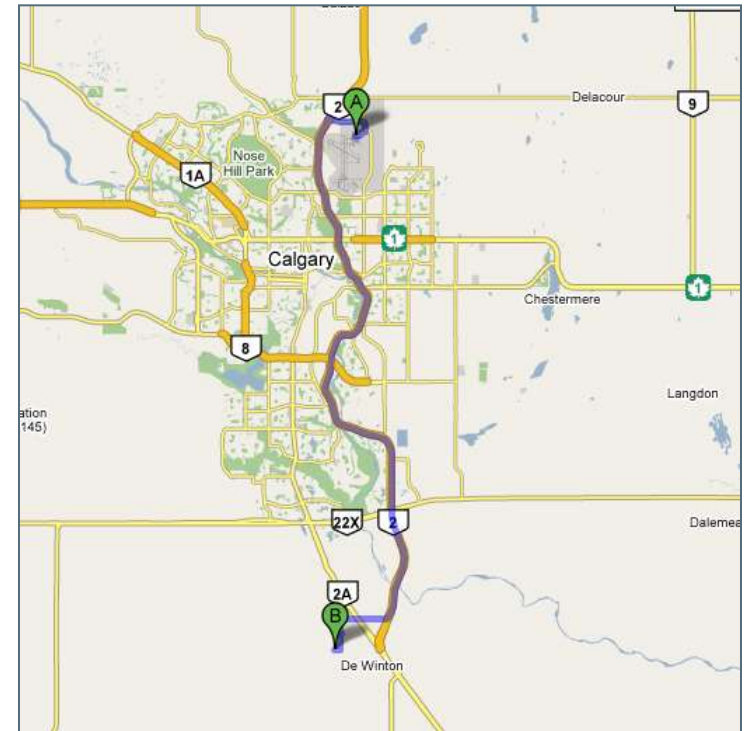 2
A
Delacour
9
Nose
Hill Park
1A
1
Calgary
1
Chestermere
8
Langdon
ation
145)
22X
2
Dalemea
2A
B
De Winton